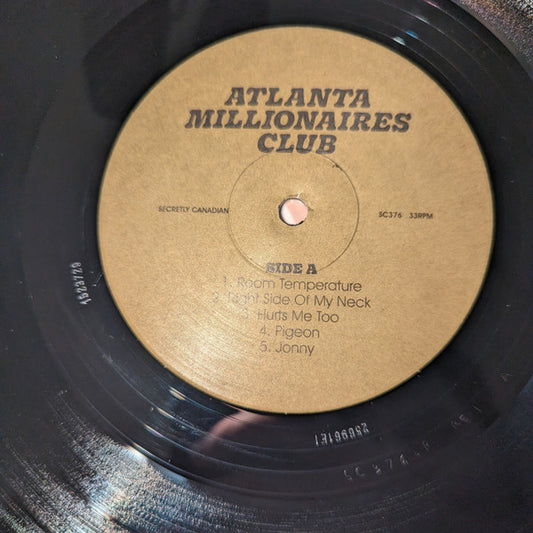 ATLANTA
MILLIONAIRES
CLUB
SECRETLY CANADIAN
SC376 33RPM
SIDE A
1. Room Temperature
2. Right Side Of My Neck
3. Hurts Me Too
4. Pigeon
5. Jonny
256961E1